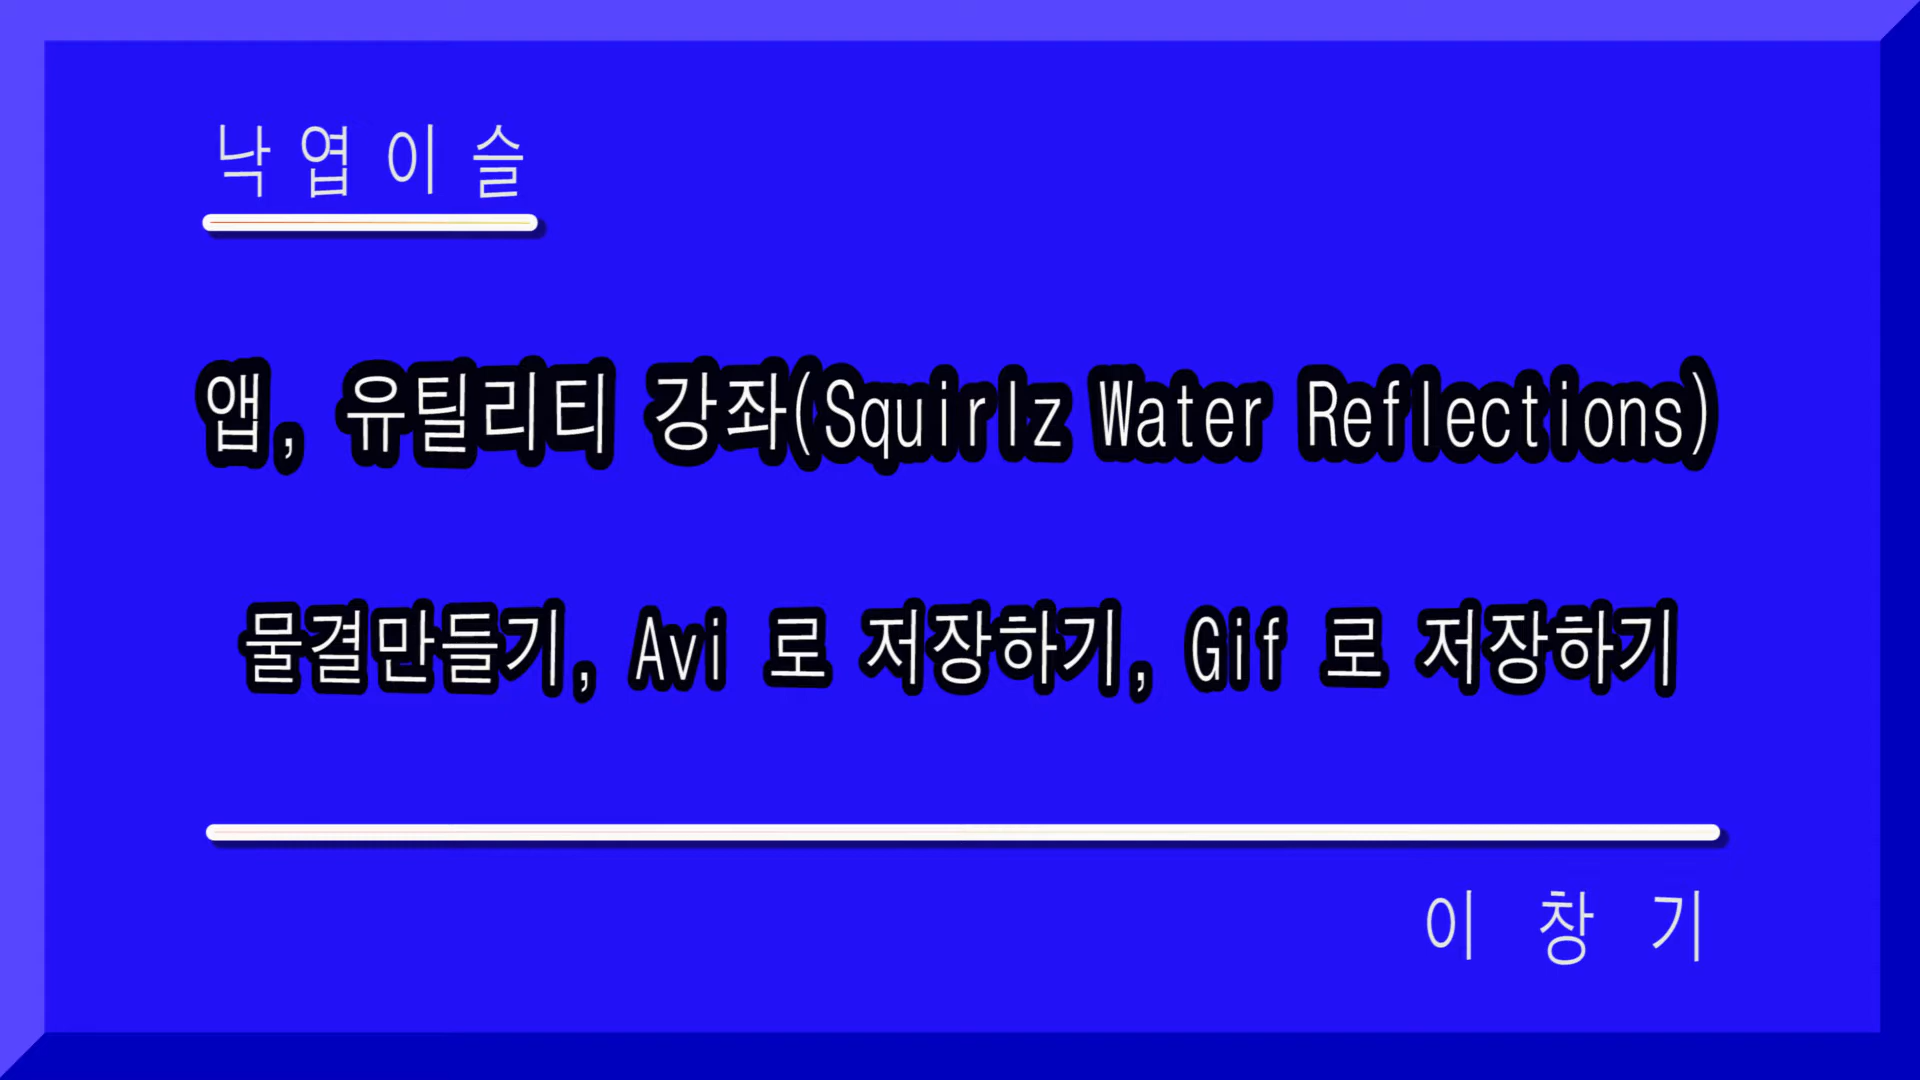 낙엽이슬
앱, 유틸리티 강좌(Squirlz Water Reflections)
물결만들기, Avi 로 저장하기, Gif 로 저장하기
이 창 기